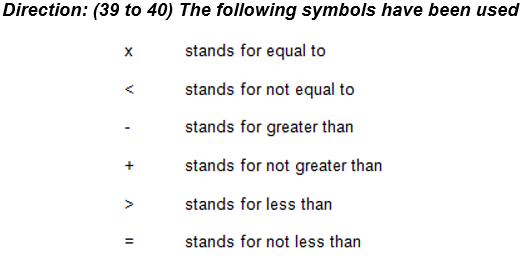 Direction: (39 to 40) The following symbols have been used
x stands for equal to
< stands for not equal to
- stands for greater than
+ stands for not greater than
> stands for less than
= stands for not less than